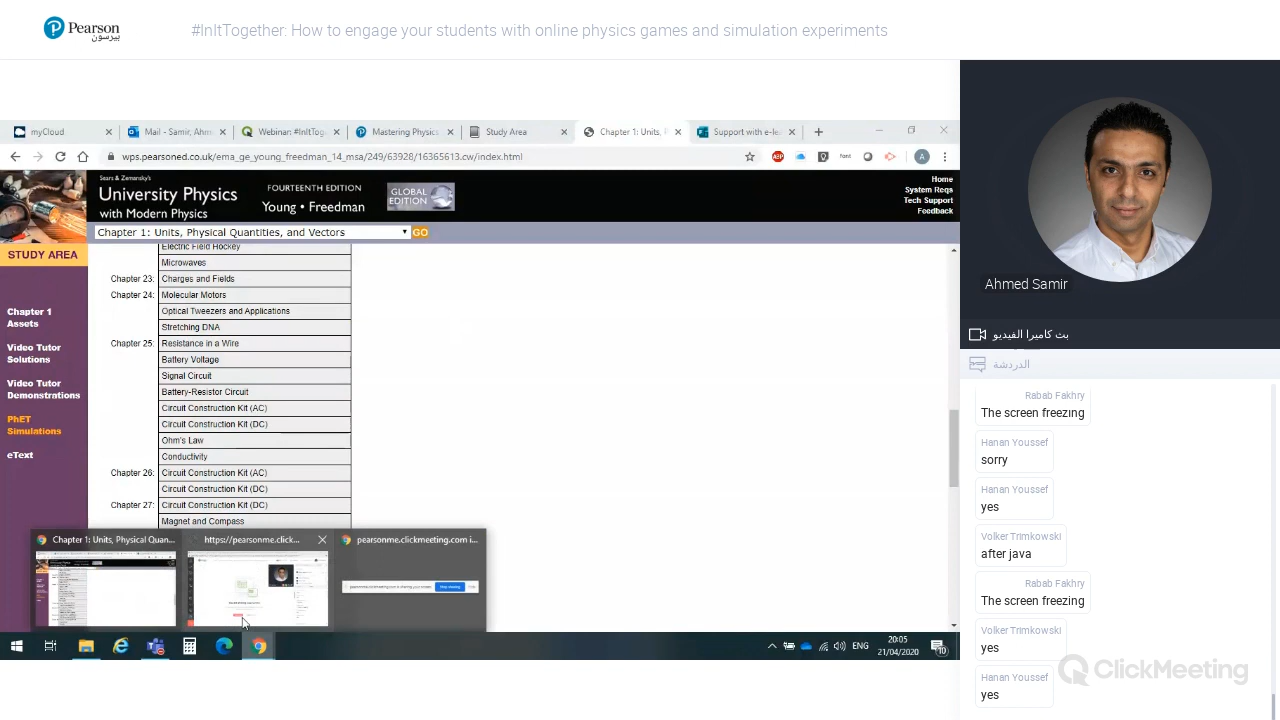 Pearson
بيرسون
#InItTogether: How to engage your students with online physics games and simulation experiments
myCloud
Mail - Samir, Ahm
Webinar: #InItTog
Mastering Physics
Study Area
Chapter 1: Units, P
Support with e-lea
wps.pearsoned.co.uk/ema_ge_young_freedman_14_msa/249/63928/16365613.cw/index.html
ABP
font
A
Sears & Zemansky's
University Physics
with Modern Physics
FOURTEENTH EDITION
Young • Freedman
GLOBAL
EDITION
Home
System Reqs
Tech Support
Feedback
Chapter 1: Units, Physical Quantities, and Vectors
GO
STUDY AREA
Chapter 1
Assets
Video Tutor
Solutions
Video Tutor
Demonstrations
PhET
Simulations
eText
Electric Field Hockey
Microwaves
Chapter 23: Charges and Fields
Chapter 24: Molecular Motors
Optical Tweezers and Applications
Stretching DNA
Chapter 25: Resistance in a Wire
Battery Voltage
Signal Circuit
Battery-Resistor Circuit
Circuit Construction Kit (AC)
Circuit Construction Kit (DC)
Ohm's Law
Conductivity
Chapter 26: Circuit Construction Kit (AC)
Circuit Construction Kit (DC)
Chapter 27: Circuit Construction Kit (DC)
Magnet and Compass
Chapter 1: Units, Physical Quan...
https://pearsonme.click...
pearsonme.clickmeeting.com i...
Stop sharing
Hide
ENG
20:05
21/04/2020
10
Ahmed Samir
بث كاميرا الفيديو
الدردشة
Rabab Fakhry
The screen freezing
Hanan Youssef
sorry
Hanan Youssef
yes
Volker Trimkowski
after java
Rabab Fakhry
The screen freezing
Volker Trimkowski
yes
Hanan Youssef
yes
ClickMeeting